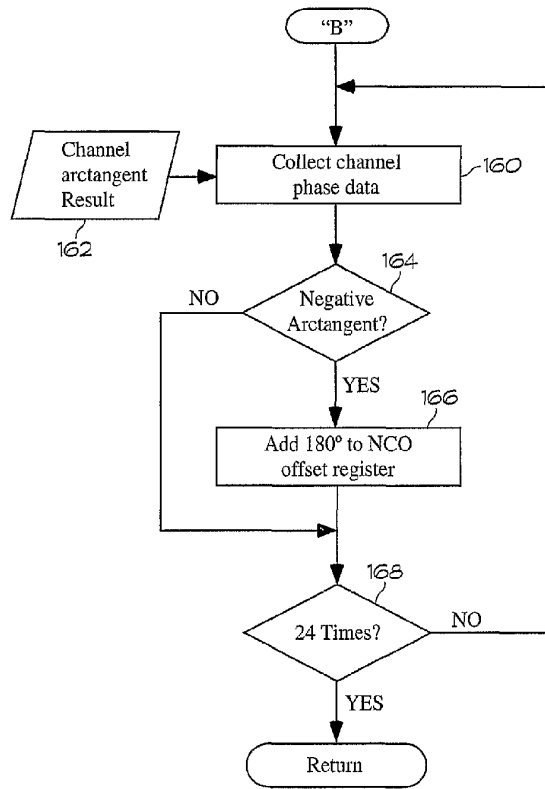 "B"
Channel
arctangent
Result
162
Collect channel
phase data
160
164
Negative
Arctangent?
NO
YES
166
Add 180º to NCO
offset register
168
24 Times?
NO
YES
Return